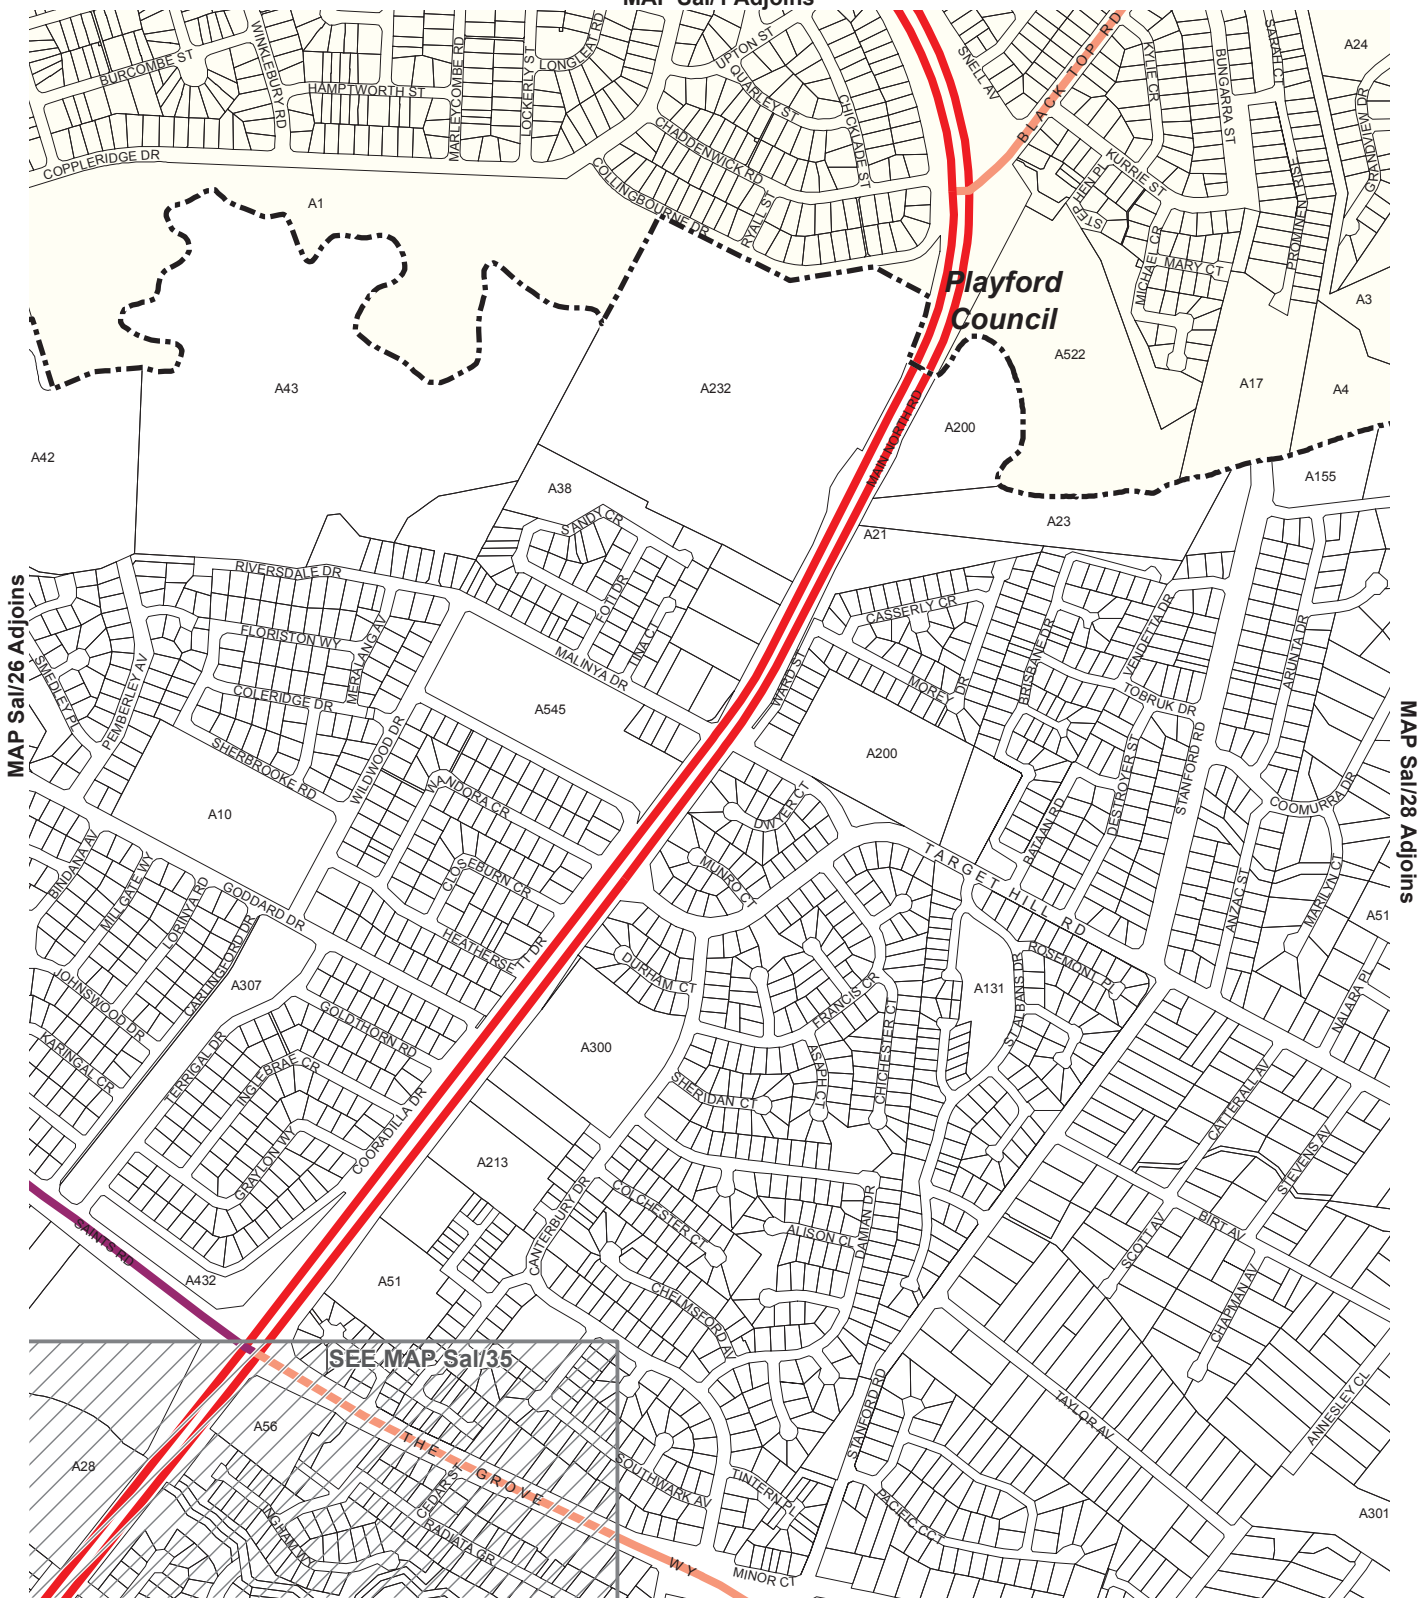 MAP Sal/1 Adjoins
BURCOMBE ST
WINKLEBURY RD
HAMPTWORTH ST
MARLEYCOMBE RD
LOCKERLY ST
LONGLEAT RD
UPTON ST
QUARLEY ST
CHICKLADE ST
CHADDENWICK RD
COLLINGBOURNE DR
RYALL ST
COPPLERIDGE DR
SNELL AV
BLACK TOP RD
KYLIE CR
BUNGARRA ST
SARAH CT
A24
GRANDVIEW DR
KURRIE ST
STEPHEN PL
PROMINENT RISE
MICHAEL CR
MARY CT
A1
Playford
Council
A3
A522
A17
A4
A43
A232
A200
MAIN NORTH RD
A42
A38
A155
SANDY CR
A23
A21
MAP Sal/26 Adjoins
RIVERSDALE DR
FLORISTON WY
MERALANG AV
COLERIDGE DR
SMEDLEY PL
PEMBERLEY AV
FOTI DR
TINA CT
MALINYA DR
CASSERLY CR
MOREY DR
WARD ST
BRISBANE DR
VENDETTA DR
TOBRUK DR
ARUNTA DR
A545
A200
SHERBROOKE RD
WILDWOOD DR
A10
WANDORA CR
DWYER CT
DESTROYER ST
STANFORD RD
BATAAN RD
COOMURRA DR
MAP Sal/28 Adjoins
BINDANA AV
MILLGATE WY
LORINYA RD
GODDARD DR
CARLINGFORD DR
CLOSEBURN CR
HEATHERSETT DR
MUNRO CT
TARGET HILL RD
ANZAC ST
MARILYN CT
A51
JOHNSWOOD DR
KARINGAL CR
A307
GOLDTHORN RD
TERRIGAL DR
INGLEBRAE CR
GRAYLON WY
COORADILLA DR
DURHAM CT
A300
FRANCIS CR
CHICHESTER CT
ASAPH CT
SHERIDAN CT
A131
ST ALBANS DR
ROSEMONT PL
NALARA PL
CATTERALL AV
STEVENS AV
A213
CANTERBURY DR
COLCHESTER CT
ALISON CL
DAMIAN DR
SCOTT AV
BIRT AV
CHAPMAN AV
SAINTS RD
A432
A51
CHELMSFORD AV
SEE MAP Sal/35
STANFORD RD
TAYLOR AV
ANNESLEY CL
A56
A28
THE GROVE WY
CEDAR ST
RADIATA GR
INGHAM WY
SOUTHWARK AV
TINTERN PL
PACIFIC CCT
MINOR CT
A301